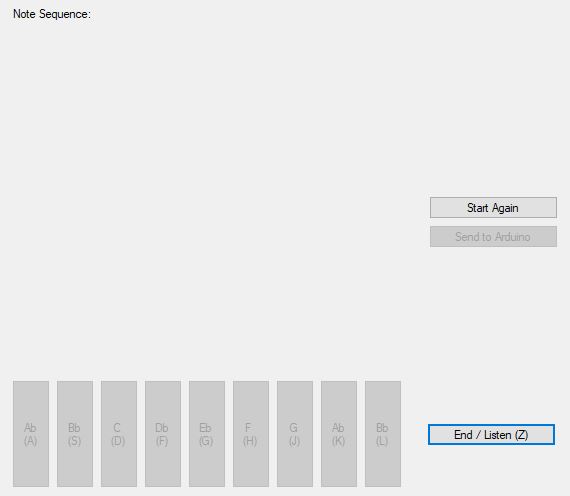 Note Sequence:
Start Again
Send to Arduino
Ab
(A)
Bb
(S)
C
(D)
Db
(F)
Eb
(G)
F
(H)
G
(J)
Ab
(K)
Bb
(L)
End / Listen (Z)